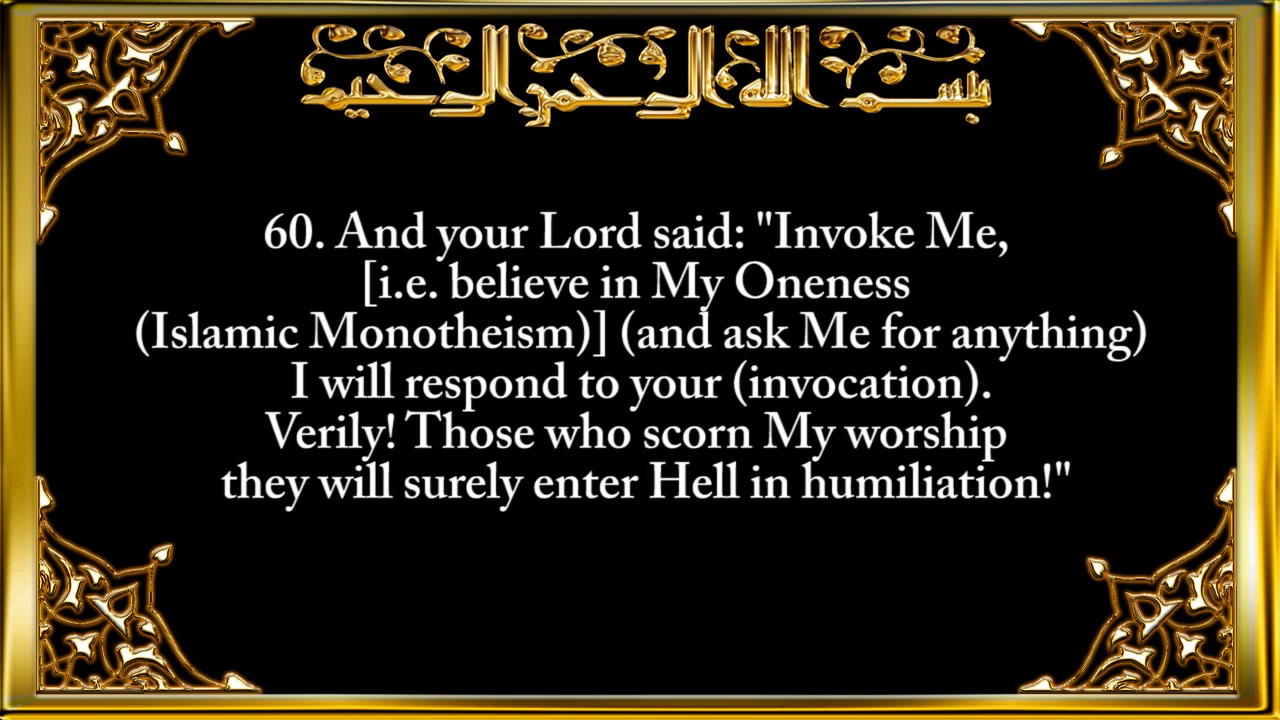 بسم الله الرحمن الرحيم
60. And your Lord said: "Invoke Me,
[i.e. believe in My Oneness
(Islamic Monotheism)] (and ask Me for anything)
I will respond to your (invocation).
Verily! Those who scorn My worship
they will surely enter Hell in humiliation!"